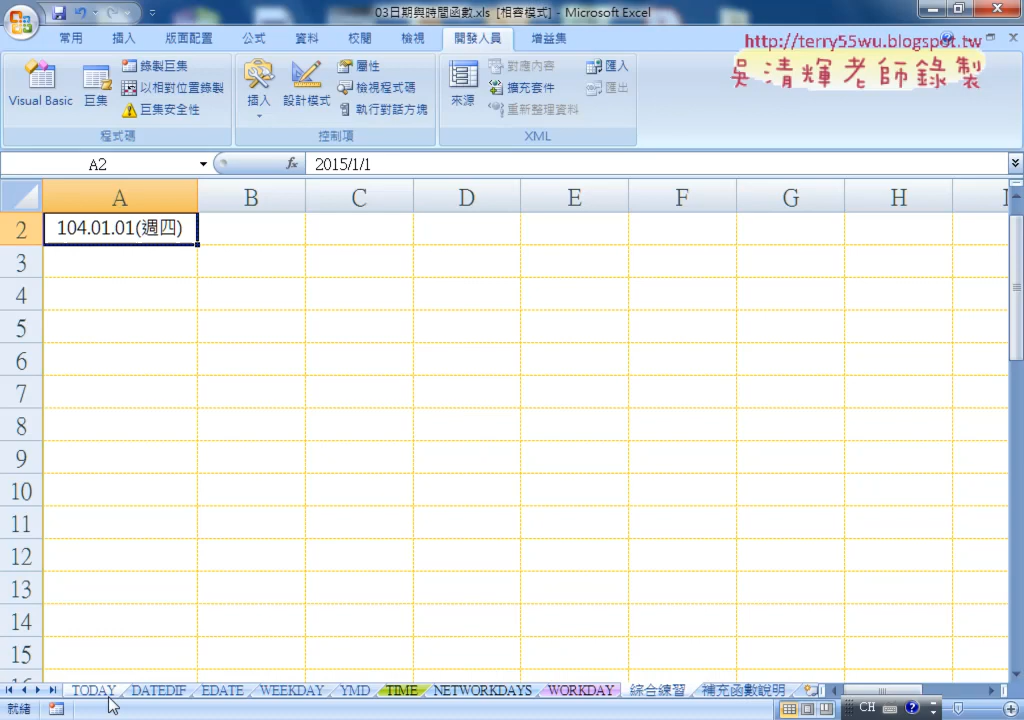 03日期與時間函數.xls [相容模式] - Microsoft Excel
常用 插入 版面配置 公式 資料 校閱 檢視 開發人員 增益集
http://terry55wu.blogspot.tw
吳清輝老師錄製
Visual Basic
巨集
錄製巨集
以相對位置錄製
巨集安全性
程式碼
插入
設計模式
屬性
檢視程式碼
執行對話方塊
控制項
來源
對應內容
擴充套件
重新整理資料
匯入
匯出
XML
A2 fx 2015/1/1
A B C D E F G H
2 104.01.01(週四)
3
4
5
6
7
8
9
10
11
12
13
14
15
TODAY DATEDIF EDATE WEEKDAY YMD TIME NETWORKDAYS WORKDAY 綜合練習 補充函數說明
就緒 CH